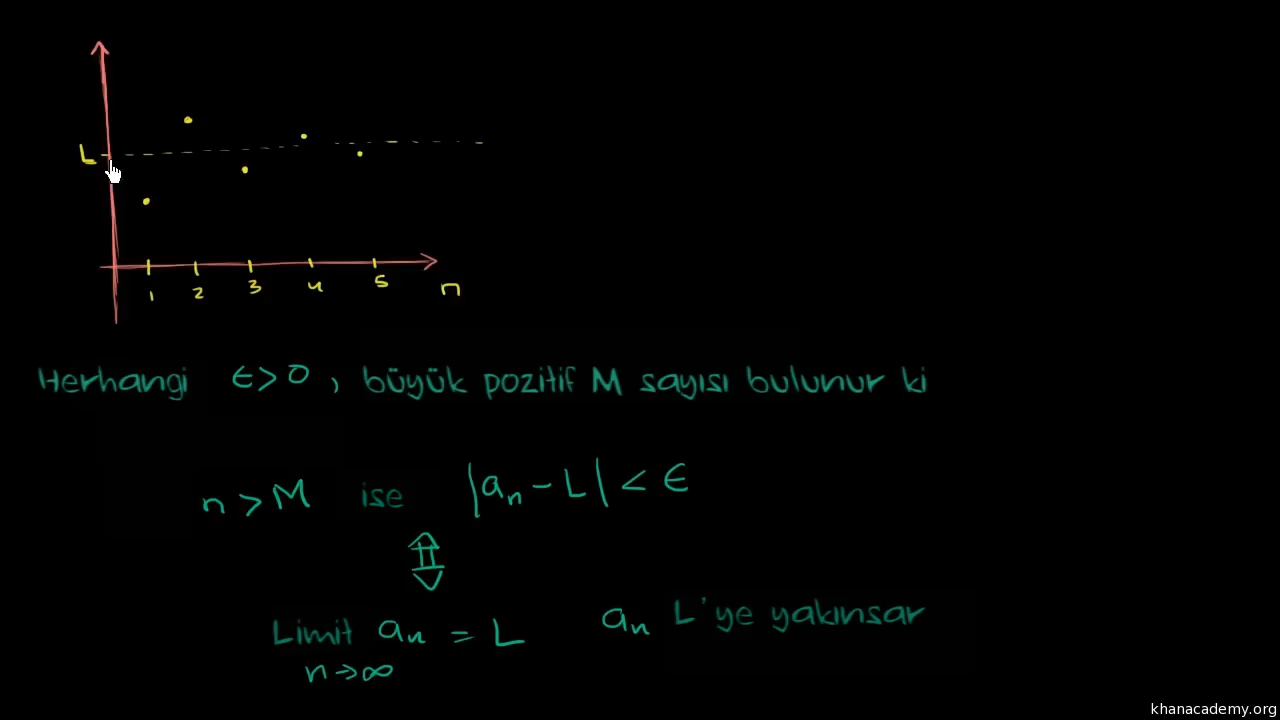 L
1 2 3 4 5 n
Herhangi ϵ > 0 , büyük pozitif M sayısı bulunur ki
n > M ise |aₙ - L| < ϵ
⇕
Limit aₙ = L aₙ L'ye yakınsar
n → ∞
khanacademy.org